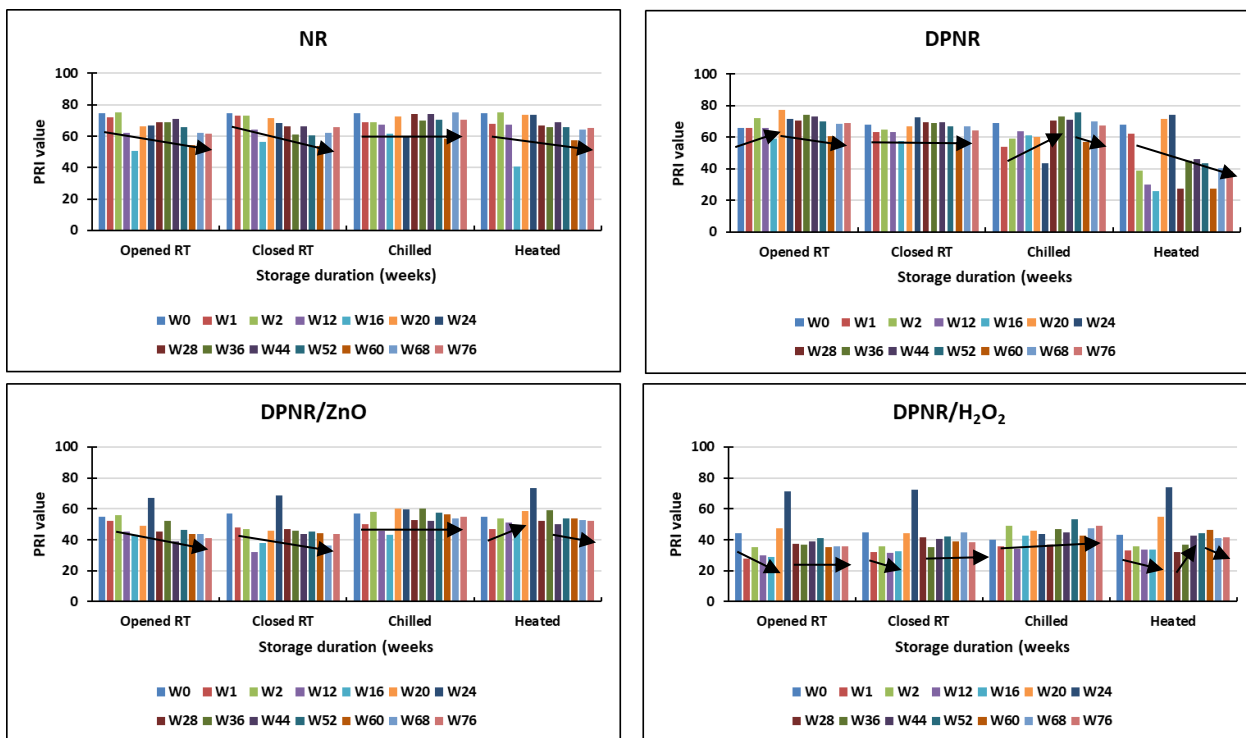 NR
PRI value
100
80
60
40
20
0
Opened RT Closed RT Chilled Heated
Storage duration (weeks)
W0 W1 W2 W12 W16 W20 W24
W28 W36 W44 W52 W60 W68 W76
DPNR
PRI value
100
80
60
40
20
0
Opened RT Closed RT Chilled Heated
Storage duration (weeks)
W0 W1 W2 W12 W16 W20 W24
W28 W36 W44 W52 W60 W68 W76
DPNR/ZnO
PRI value
100
80
60
40
20
0
Opened RT Closed RT Chilled Heated
Storage duration (weeks
W0 W1 W2 W12 W16 W20 W24
W28 W36 W44 W52 W60 W68 W76
DPNR/H₂O₂
PRI value
100
80
60
40
20
0
Opened RT Closed RT Chilled Heated
Storage duration (weeks)
W0 W1 W2 W12 W16 W20 W24
W28 W36 W44 W52 W60 W68 W76